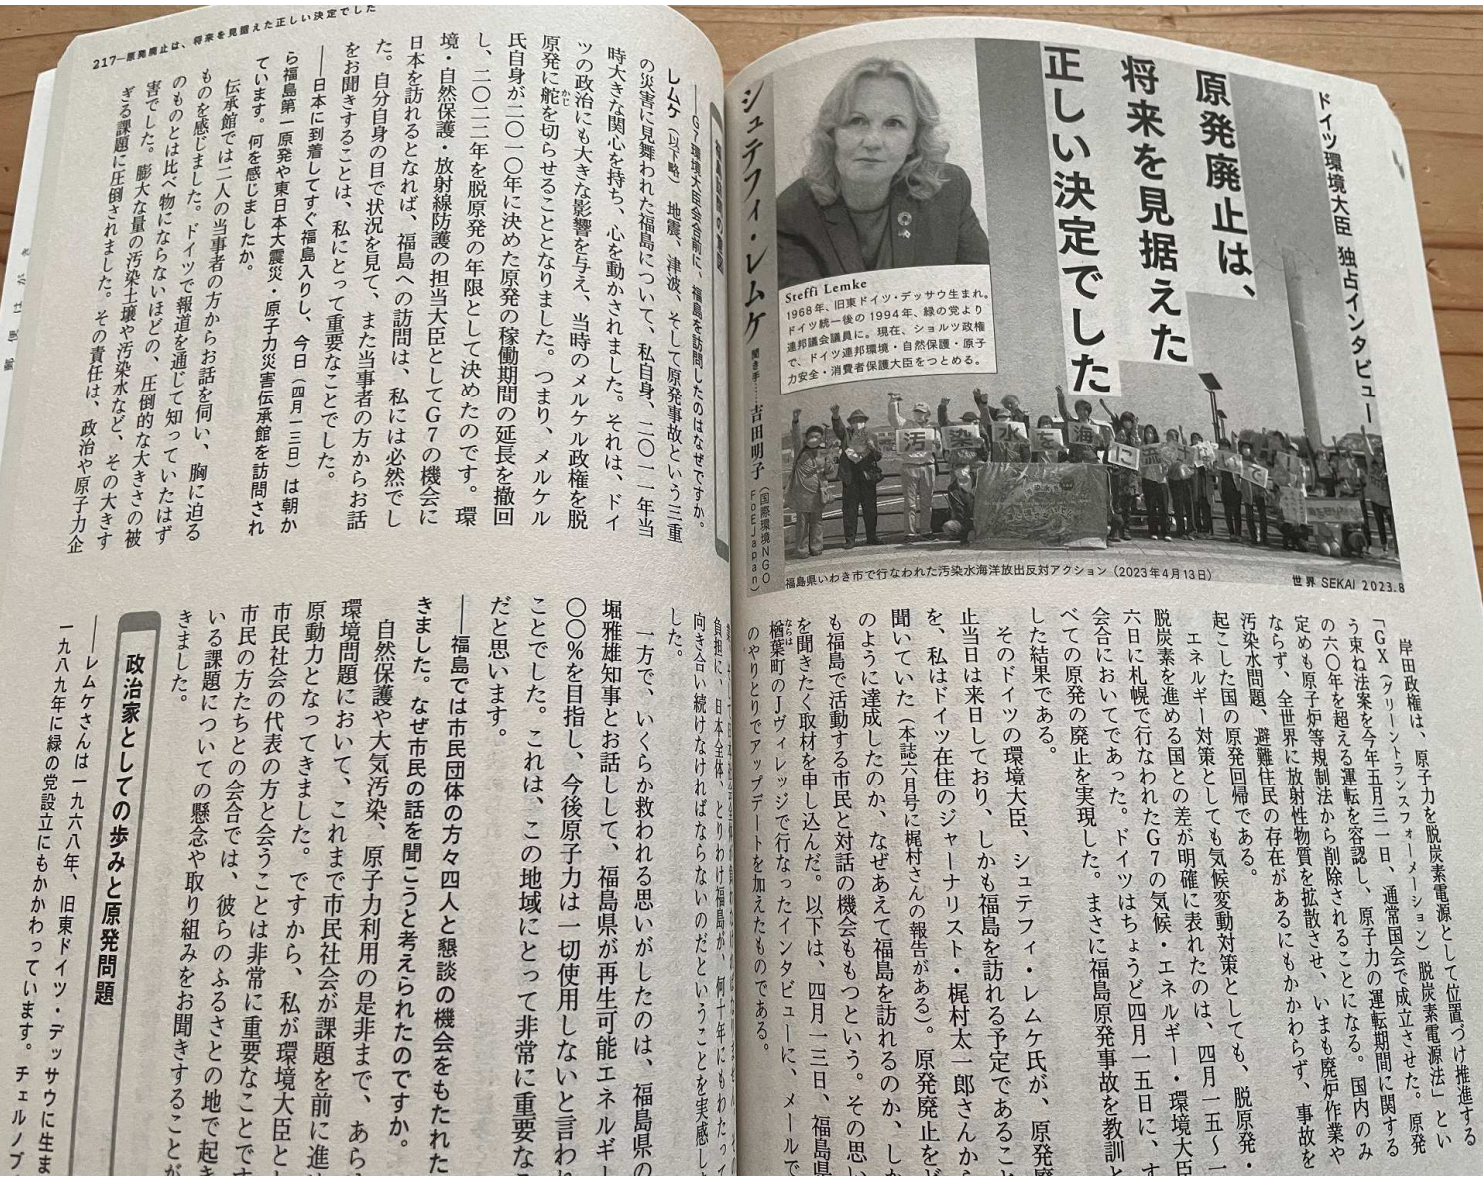 ドイツ環境大臣 独占インタビュー
原発廃止は、
将来を見据えた
正しい決定でした
シュテフィ・レムケ
聞き手……吉田明子（国際環境NGO FoE Japan）
Steffi Lemke
1968年、旧東ドイツ・デッサウ生まれ。
ドイツ統一後の1994年、緑の党より
連邦議会議員に。現在、ショルツ政権
で、ドイツ連邦環境・自然保護・原子
力安全・消費者保護大臣をつとめる。
汚染水を海に流さないで！
福島県いわき市で行なわれた汚染水海洋放出反対アクション（2023年4月13日）
世界 SEKAI 2023.8
岸田政権は、原子力を脱炭素電源として位置づけ推進する
「GX（グリーントランスフォーメーション）脱炭素電源法」とい
う束ね法案を今年五月三一日、通常国会で成立させた。原発
の六〇年を超える運転を容認し、原子力の運転期間に関する
定めも原子炉等規制法から削除されることになる。国内のみ
ならず、全世界に放射性物質を拡散させ、いまも廃炉作業や
汚染水問題、避難住民の存在があるにもかかわらず、事故を
起こした国の原発回帰である。
エネルギー対策としても気候変動対策としても、脱原発・
脱炭素を進める国との差が明確に表れたのは、四月一五〜一
六日に札幌で行なわれたG7の気候・エネルギー・環境大臣
会合においてであった。ドイツはちょうど四月一五日に、す
べての原発の廃止を実現した。まさに福島原発事故を教訓と
した結果である。
そのドイツの環境大臣、シュテフィ・レムケ氏が、原発廃
止当日は来日しており、しかも福島を訪れる予定であること
を、私はドイツ在住のジャーナリスト・梶村太一郎さんから
聞いていた（本誌六月号に梶村さんの報告がある）。原発廃止をど
のように達成したのか、なぜあえて福島を訪れるのか、しか
も福島で活動する市民と対話の機会ももつという。その思い
を聞きたく取材を申し込んだ。以下は、四月一三日、福島県
楢葉町のJヴィレッジで行なったインタビューに、メールで
のやりとりでアップデートを加えたものである。
217—原発廃止は、将来を見据えた正しい決定でした
――G7環境大臣会合前に、福島を訪問したのはなぜですか。
レムケ（以下略） 地震、津波、そして原発事故という三重
の災害に見舞われた福島について、私自身、二〇一一年当
時大きな関心を持ち、心を動かされました。それは、ドイ
ツの政治にも大きな影響を与え、当時のメルケル政権を脱
原発に舵を切らせることとなりました。つまり、メルケル
氏自身が二〇一〇年に決めた原発の稼働期間の延長を撤回
し、二〇二二年を脱原発の年限として決めたのです。環
境・自然保護・放射線防護の担当大臣としてG7の機会に
日本を訪れるとなれば、福島への訪問は、私には必然でし
た。自分自身の目で状況を見て、また当事者の方からお話
をお聞きすることは、私にとって重要なことでした。
――日本に到着してすぐ福島入りし、今日（四月一三日）は朝か
ら福島第一原発や東日本大震災・原子力災害伝承館を訪問され
ています。何を感じましたか。
伝承館では二人の当事者の方からお話を伺い、胸に迫る
ものを感じました。ドイツで報道を通じて知っていたはず
のものとは比べ物にならないほどの、圧倒的な大きさの被
害でした。膨大な量の汚染土壌や汚染水など、その大きす
ぎる課題に圧倒されました。その責任は、政治や原子力企
負担に、日本全体、とりわけ福島が、何十年にもわたって
向き合い続けなければならないのだということを実感しま
した。
一方で、いくらか救われる思いがしたのは、福島県の
堀雅雄知事とお話しして、福島県が再生可能エネルギー
〇〇％を目指し、今後原子力は一切使用しないと言われ
ことでした。これは、この地域にとって非常に重要な
だと思います。
――福島では市民団体の方々四人と懇談の機会をもたれた
きました。なぜ市民の話を聞こうと考えられたのですか。
自然保護や大気汚染、原子力利用の是非まで、あら
環境問題において、これまで市民社会が課題を前に進
原動力となってきました。ですから、私が環境大臣と
市民社会の代表の方と会うことは非常に重要なことです
市民の方たちとの会合では、彼らのふるさとの地で起き
いる課題についての懸念や取り組みをお聞きすることが
きました。
政治家としての歩みと原発問題
――レムケさんは一九六八年、旧東ドイツ・デッサウに生ま
一九八九年に緑の党設立にもかかわっています。チェルノブ